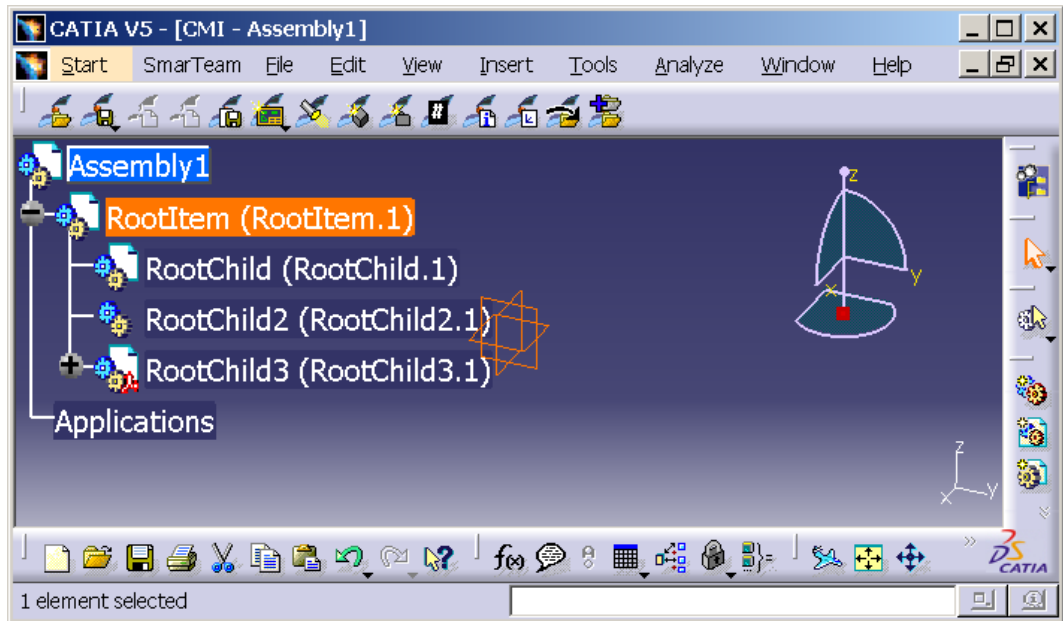 CATIA V5 - [CMI - Assembly1]
Start SmarTeam File Edit View Insert Tools Analyze Window Help
#
Assembly1
z
RootItem (RootItem.1)
RootChild (RootChild.1)
y
x
RootChild2 (RootChild2.1)
RootChild3 (RootChild3.1)
Applications
z
x
y
f(x)
CATIA
1 element selected